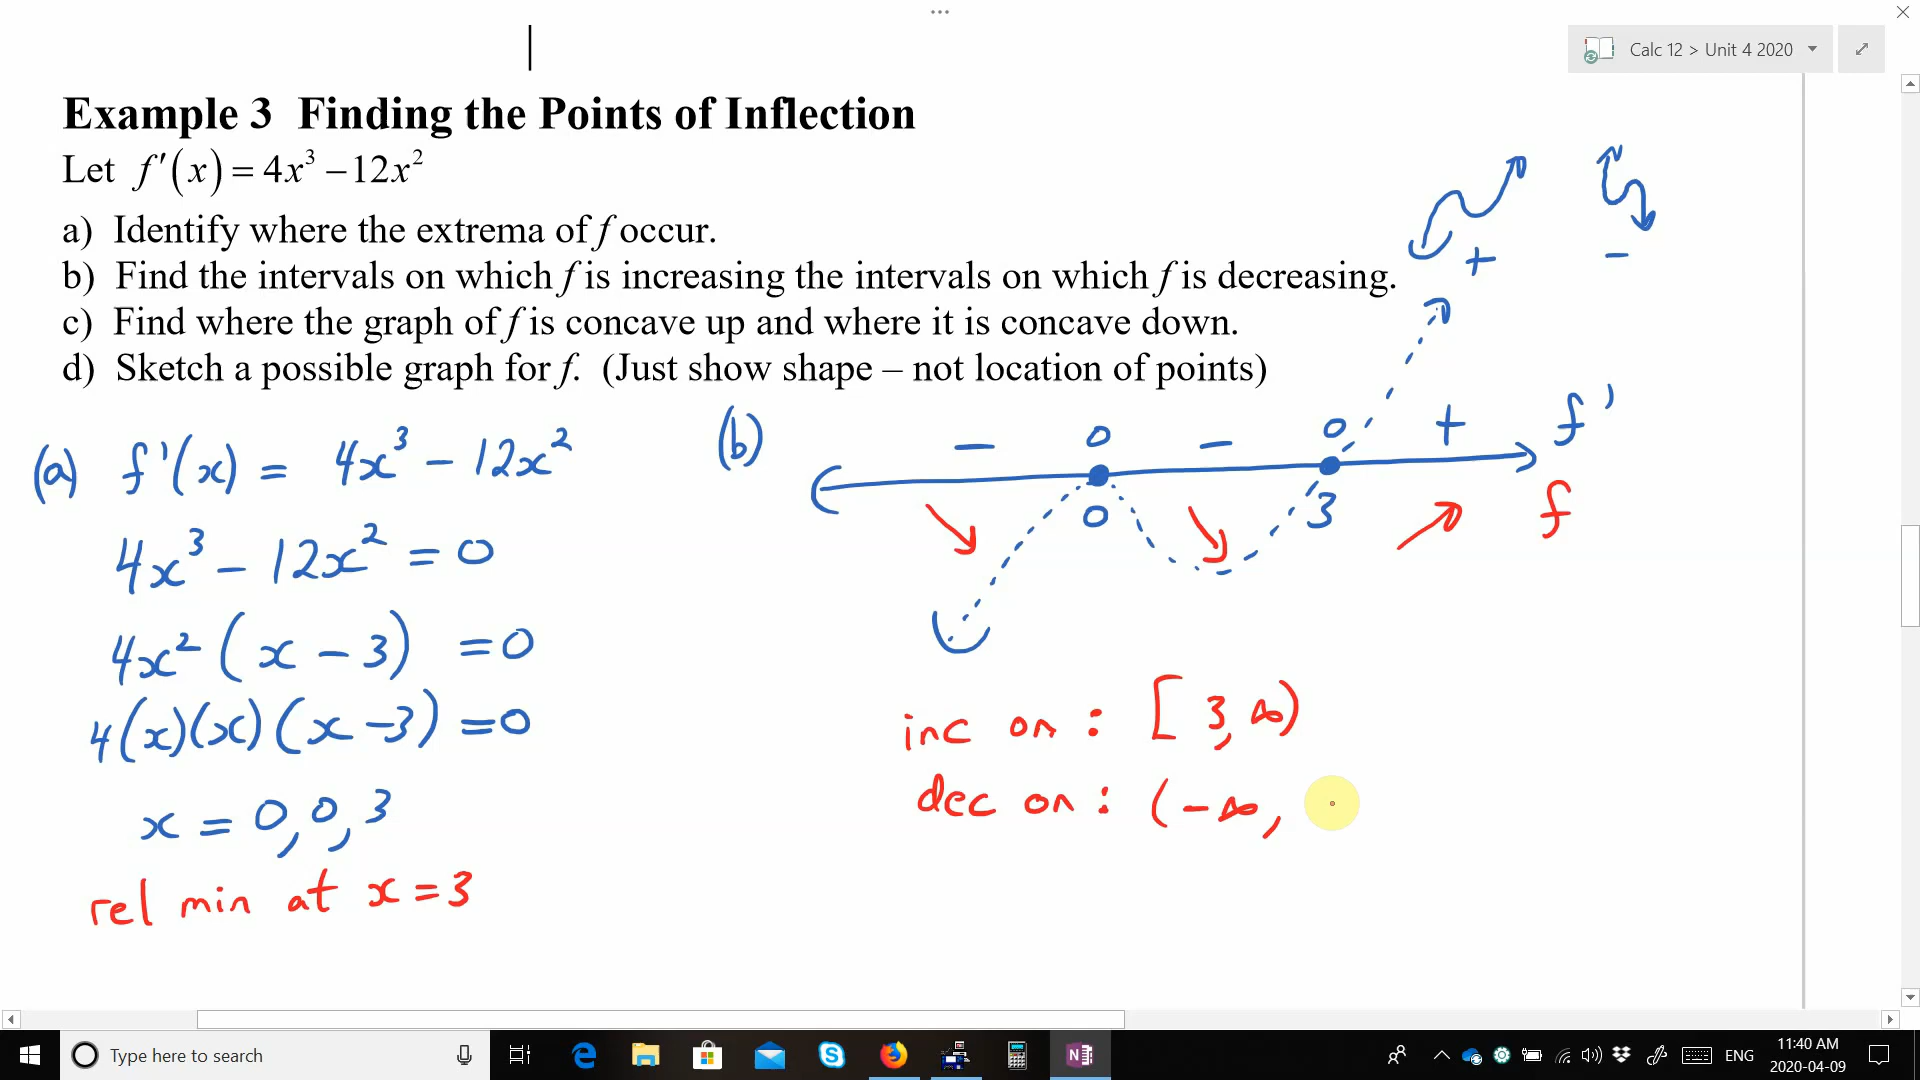 Calc 12 > Unit 4 2020
Example 3 Finding the Points of Inflection
Let f'(x) = 4x³ – 12x²
a) Identify where the extrema of f occur.
b) Find the intervals on which f is increasing the intervals on which f is decreasing.
c) Find where the graph of f is concave up and where it is concave down.
d) Sketch a possible graph for f. (Just show shape – not location of points)
+ –
(a) f'(x) = 4x³ – 12x²
4x³ – 12x² = 0
4x² (x – 3) = 0
4(x)(x)(x – 3) = 0
x = 0, 0, 3
rel min at x = 3
(b) – 0 – 0 + f'
0 3 f
inc on : [3, ∞)
dec on : (-∞,
Type here to search
ENG
11:40 AM
2020-04-09